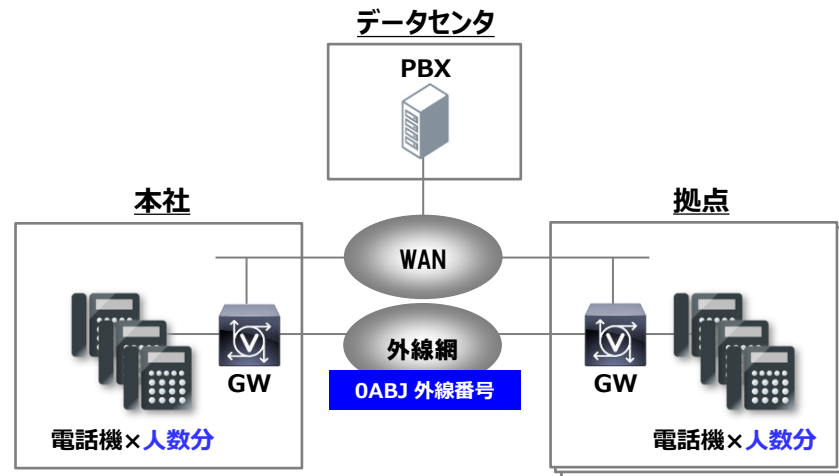 データセンタ
PBX
本社
拠点
WAN
外線網
0ABJ 外線番号
GW
GW
電話機×人数分
電話機×人数分